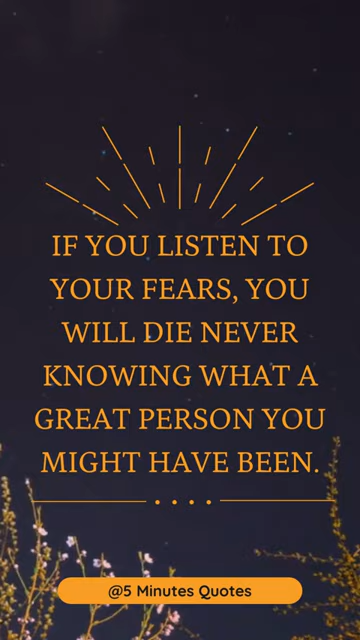 IF YOU LISTEN TO
YOUR FEARS, YOU
WILL DIE NEVER
KNOWING WHAT A
GREAT PERSON YOU
MIGHT HAVE BEEN.
@5 Minutes Quotes